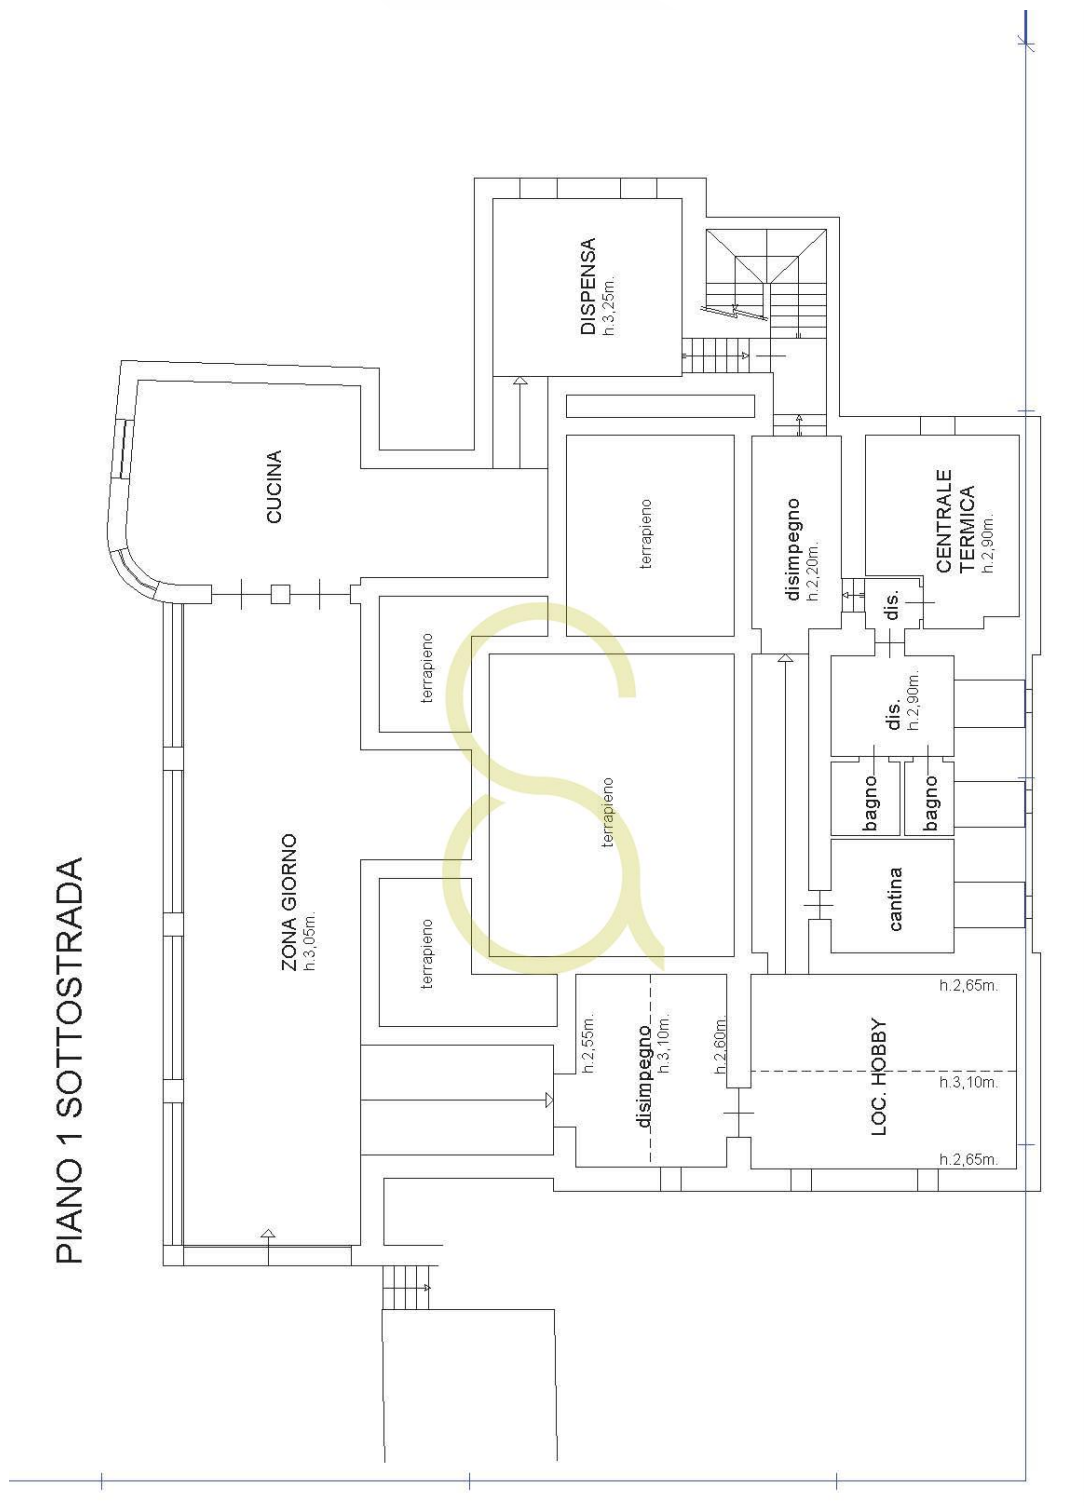 PIANO 1 SOTTOSTRADA
CUCINA
ZONA GIORNO
h.3,05m.
DISPENSA
h.3,25m.
terrapieno
terrapieno
terrapieno
terrapieno
disimpegno
h.2,20m.
CENTRALE
TERMICA
h.2,90m.
dis.
dis.
h.2,90m.
bagno
bagno
cantina
h.2,55m.
disimpegno
h.3,10m.
h.2,60m.
LOC. HOBBY
h.2,65m.
h.3,10m.
h.2,65m.